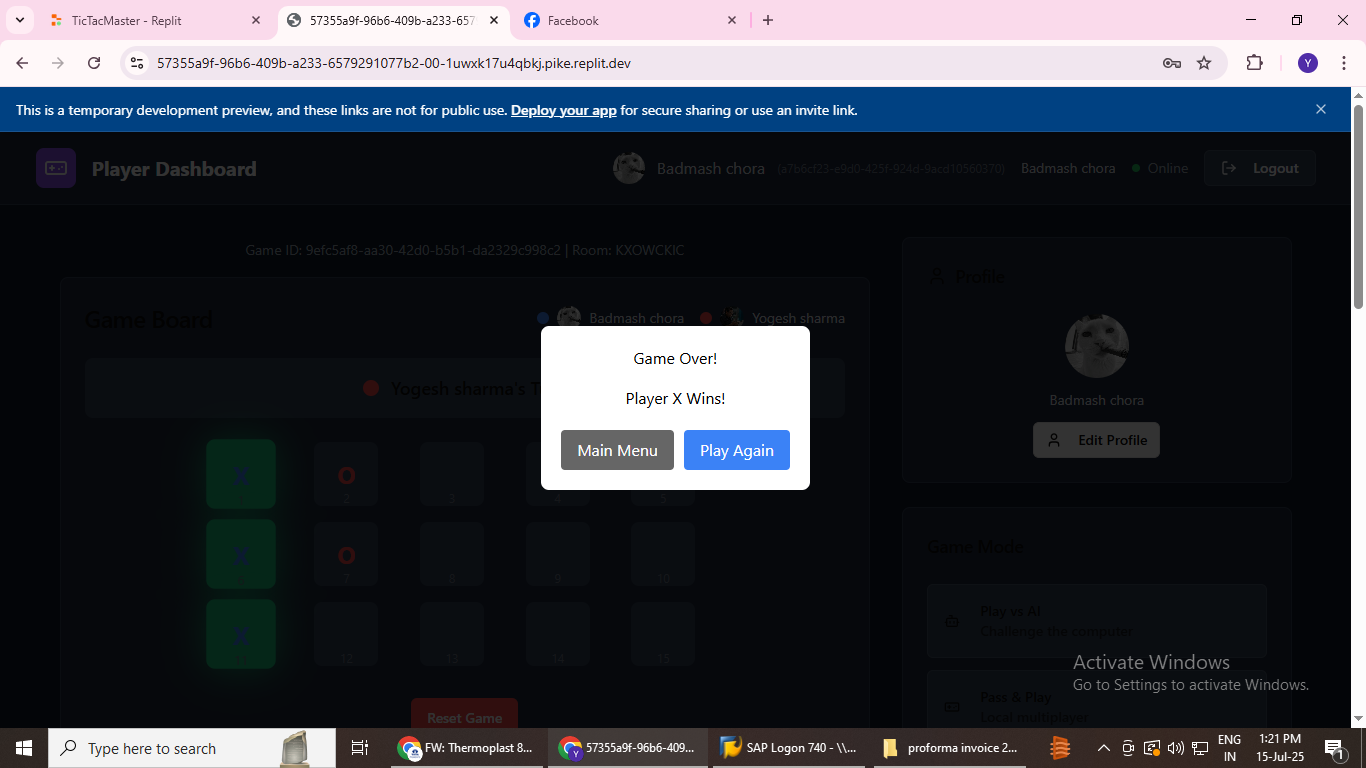 TicTacMaster - Replit
57355a9f-96b6-409b-a233-657
Facebook
57355a9f-96b6-409b-a233-6579291077b2-00-1uwxk17u4qbkj.pike.replit.dev
Y
This is a temporary development preview, and these links are not for public use. Deploy your app for secure sharing or use an invite link.
Player Dashboard
Badmash chora (a7b6cf23-e9d0-425f-924d-9acd10560370) Badmash chora Online Logout
Game ID: 9efc5af8-aa30-42d0-b5b1-da2329c998c2 | Room: KXOWCKIC
Profile
Game Board
Badmash chora Yogesh sharma
Yogesh sharma's T
Game Over!
Player X Wins!
Main Menu Play Again
Badmash chora
Edit Profile
X O
2 3 4 5
X O
7 8 9 10
X
11 12 13 14 15
Reset Game
Game Mode
Play vs AI
Challenge the computer
Pass & Play
Local multiplayer
Activate Windows
Go to Settings to activate Windows.
Type here to search
FW: Thermoplast 8...
57355a9f-96b6-409...
SAP Logon 740 - \\...
proforma invoice 2...
ENG
IN
1:21 PM
15-Jul-25
1